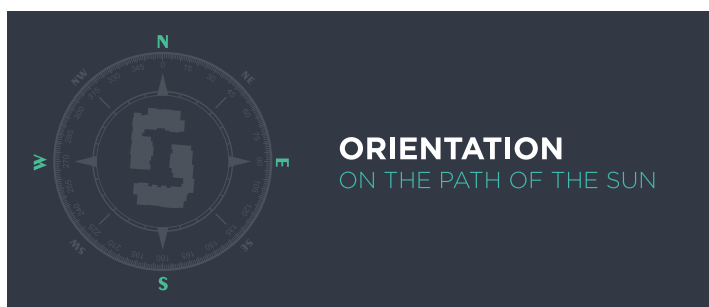 N
NW
NE
W
E
SW
SE
S
ORIENTATION
ON THE PATH OF THE SUN